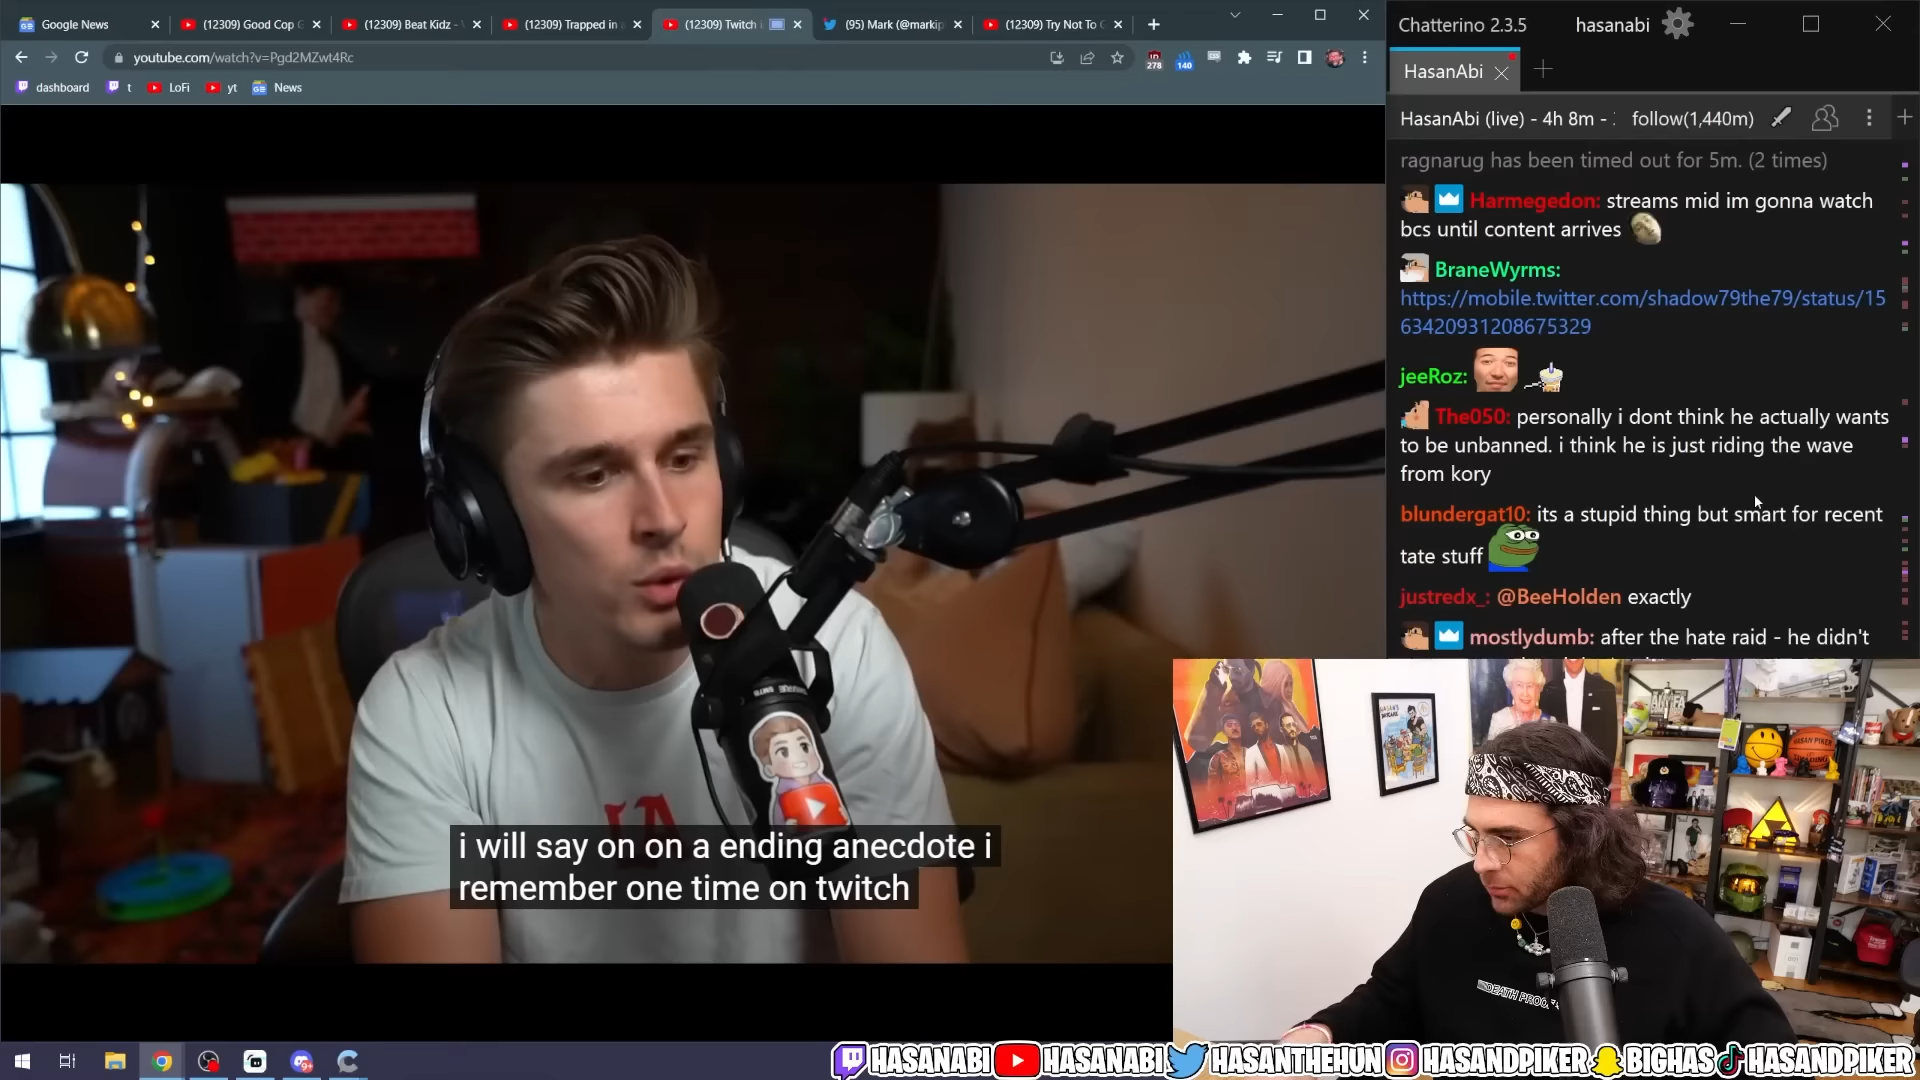 Google News
(12309) Good Cop G
(12309) Beat Kidz -
(12309) Trapped in a
(12309) Twitch i
(95) Mark (@markip
(12309) Try Not To
youtube.com/watch?v=Pgd2MZwt4Rc
278
140
dashboard
t
LoFi
yt
News
Chatterino 2.3.5
hasanabi
HasanAbi
HasanAbi (live) - 4h 8m -
follow(1,440m)
ragnarug has been timed out for 5m. (2 times)
Harmegedon: streams mid im gonna watch
bcs until content arrives
BraneWyrms:
https://mobile.twitter.com/shadow79the79/status/15
63420931208675329
jeeRoz:
The050: personally i dont think he actually wants
to be unbanned. i think he is just riding the wave
from kory
blundergat10: its a stupid thing but smart for recent
tate stuff
justredx_: @BeeHolden exactly
mostlydumb: after the hate raid - he didn't
i will say on on a ending anecdote i
remember one time on twitch
HASANABI
HASANABI
HASANTHEHUN
HASANDPIKER
BIGHAS
HASANDPIKER